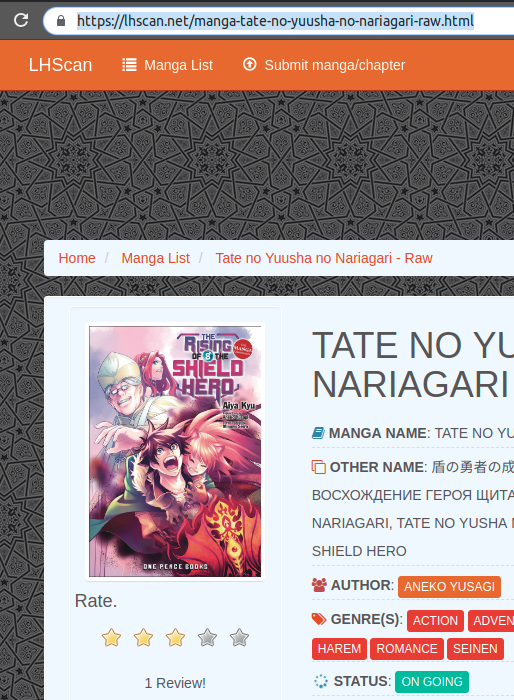 https://lhscan.net/manga-tate-no-yuusha-no-nariagari-raw.html
LHScan Manga List Submit manga/chapter
Home / Manga List / Tate no Yuusha no Nariagari - Raw
THE
RISING
OF THE
SHIELD
HERO
Aiya Kyu
ONE PEACE BOOKS
Rate.
1 Review!
TATE NO YU
NARIAGARI
MANGA NAME: TATE NO YU
OTHER NAME: 盾の勇者の成
ВОСХОЖДЕНИЕ ГЕРОЯ ЩИТА
NARIAGARI, TATE NO YUSHA N
SHIELD HERO
AUTHOR: ANEKO YUSAGI
GENRE(S): ACTION ADVEN
HAREM ROMANCE SEINEN
STATUS: ON GOING